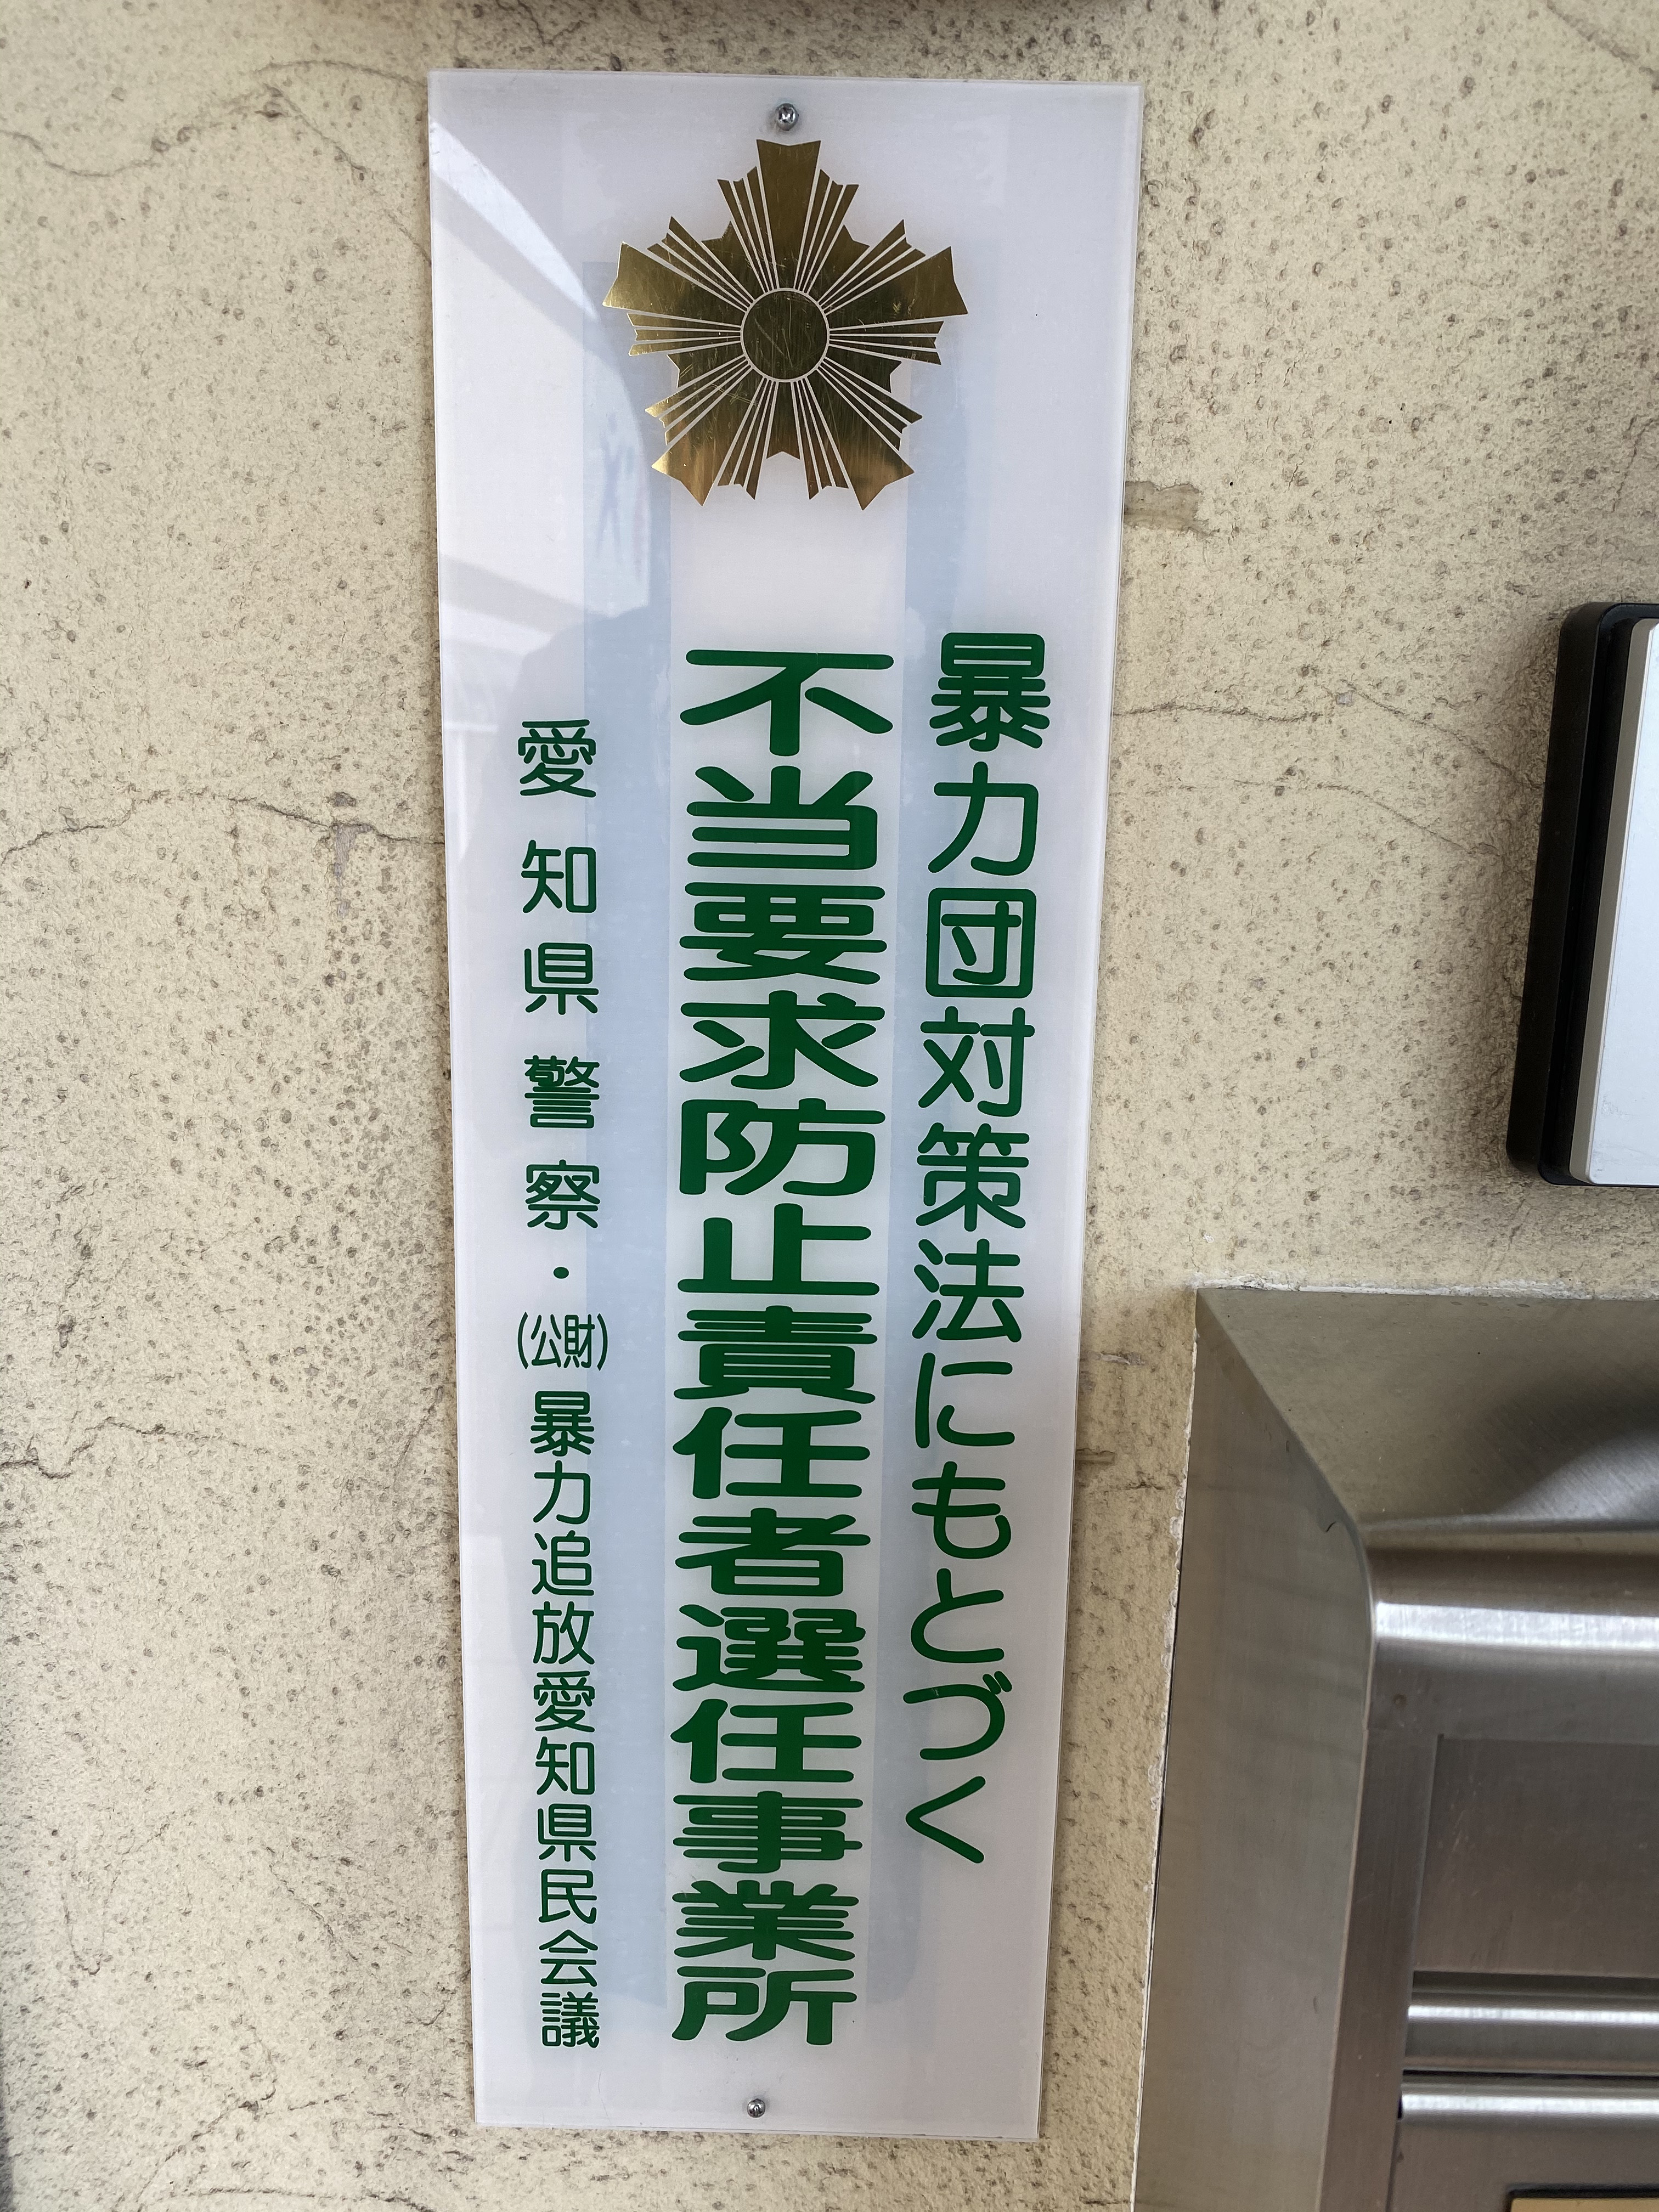 暴力団対策法にもとづく
不当要求防止責任者選任事業所
愛知県警察・(公財)暴力追放愛知県民会議